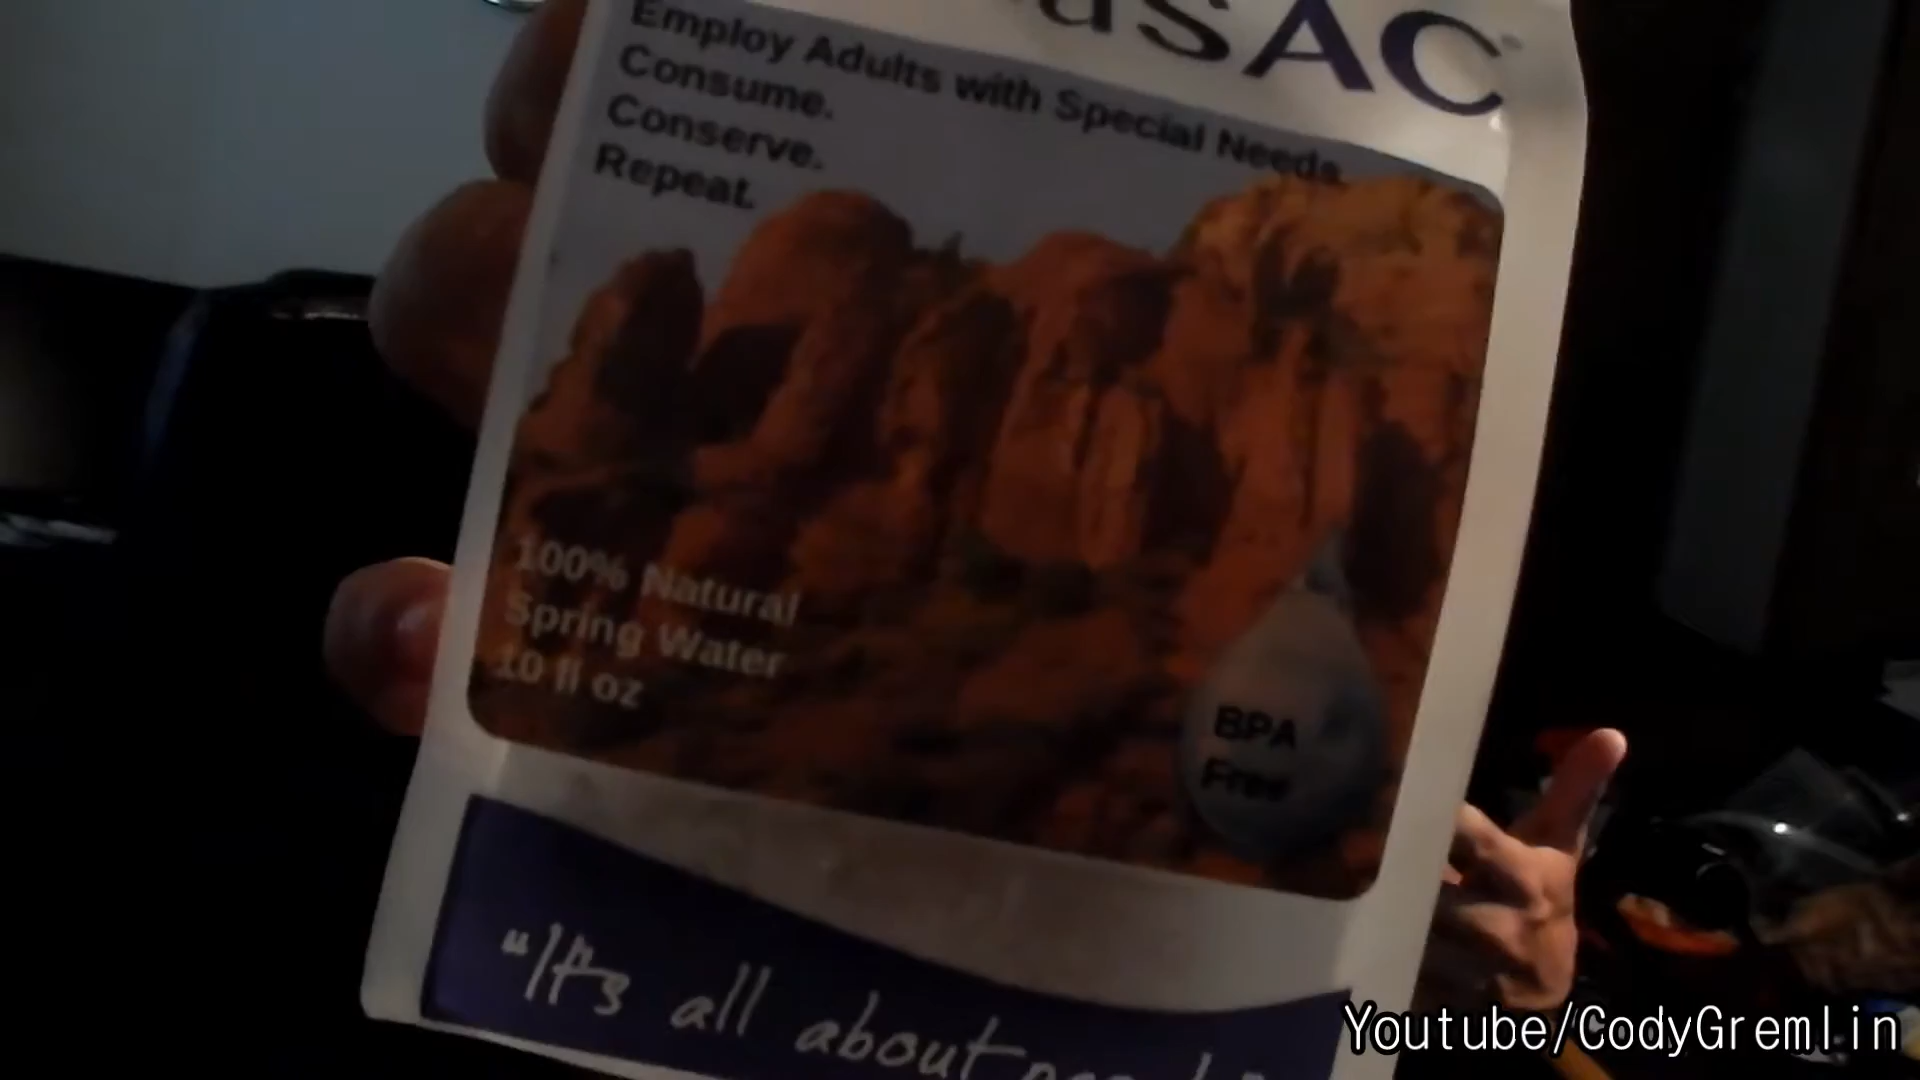 Employ Adults with Special Needs.
Consume.
Conserve.
Repeat.
100% Natural
Spring Water
10 fl oz
BPA
Free
"It's all about
Youtube/CodyGremlin